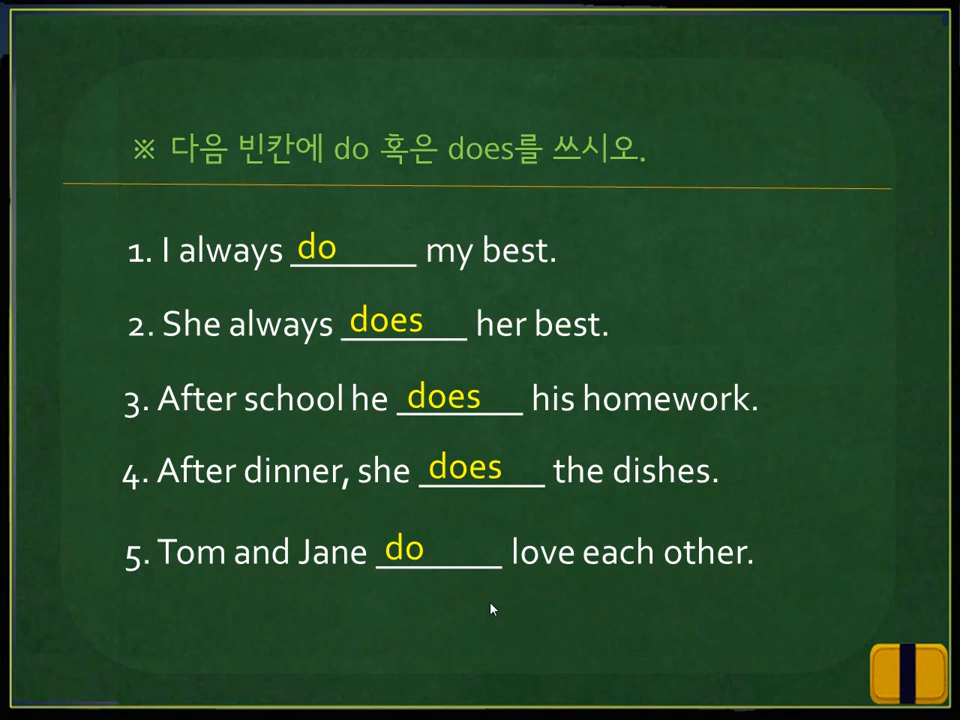 ※ 다음 빈칸에 do 혹은 does를 쓰시오.
1. I always do my best.
2. She always does her best.
3. After school he does his homework.
4. After dinner, she does the dishes.
5. Tom and Jane do love each other.